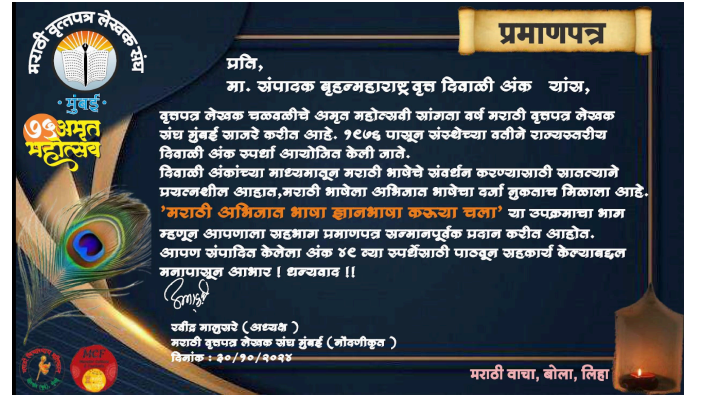 मराठी वृत्तपत्र लेखक संघ
मुंबई
७५ अमृत
महोत्सव
प्रमाणपत्र
प्रति,
मा. संपादक बृहन्महाराष्ट्र वृत्त दिवाळी अंक यांस,
वृत्तपत्र लेखक चळवळीचे अमृत महोत्सवी सांगता वर्ष मराठी वृत्तपत्र लेखक
संघ मुंबई साजरे करीत आहे. १९७६ पासून संस्थेच्या वतीने राज्यस्तरीय
दिवाळी अंक स्पर्धा आयोजित केली जाते.
दिवाळी अंकांच्या माध्यमातून मराठी भाषेचे संवर्धन करण्यासाठी सातत्याने
प्रयत्नशील आहात,मराठी भाषेला अभिजात भाषेचा दर्जा नुकताच मिळाला आहे.
'मराठी अभिजात भाषा ज्ञानभाषा करूया चला' या उपक्रमाचा भाग
म्हणून आपणाला सहभाग प्रमाणपत्र सन्मानपूर्वक प्रदान करीत आहोत.
आपण संपादित केलेला अंक ४९ व्या स्पर्धेसाठी पाठवून सहकार्य केल्याबद्दल
मनापासून आभार ! धन्यवाद !!
रवींद्र मालुसरे (अध्यक्ष )
मराठी वृत्तपत्र लेखक संघ मुंबई (नोंदणीकृत )
दिनांक : ३०/१०/२०२४
MCF
मराठी वाचा, बोला, लिहा